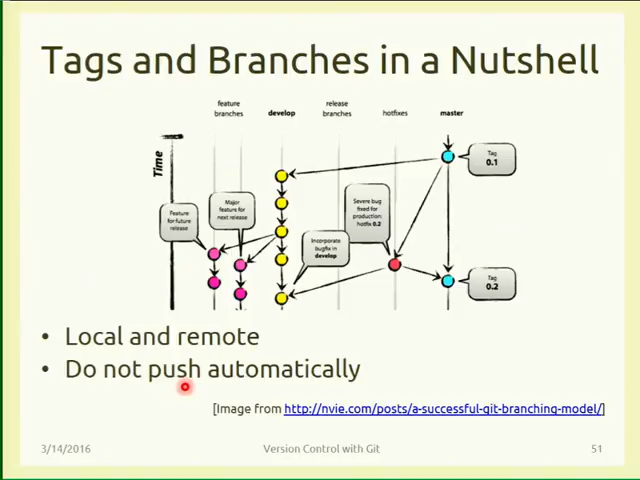 Tags and Branches in a Nutshell
feature
branches
develop
release
branches
hotfixes
master
Time
Tag
0.1
Feature
for future
release
Major
feature for
next release
Severe bug
fixed for
production:
hotfix 0.2
Incorporate
bugfix in
develop
Tag
0.2
• Local and remote
• Do not push automatically
[Image from http://nvie.com/posts/a-successful-git-branching-model/]
3/14/2016
Version Control with Git
51